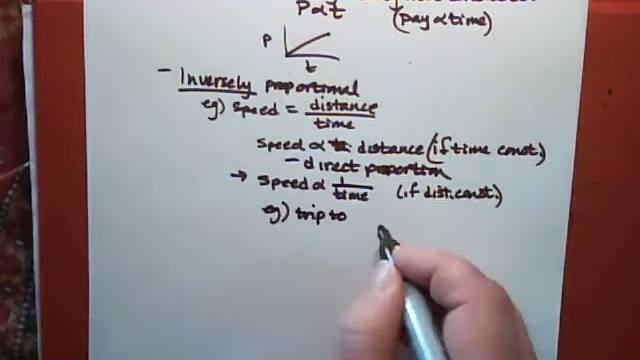 P α t
(pay α time)
P
t
- Inversely proportional
eg) speed = distance
time
speed α distance (if time const.)
- direct proportion
→ speed α 1
time (if dist. const.)
eg) trip to